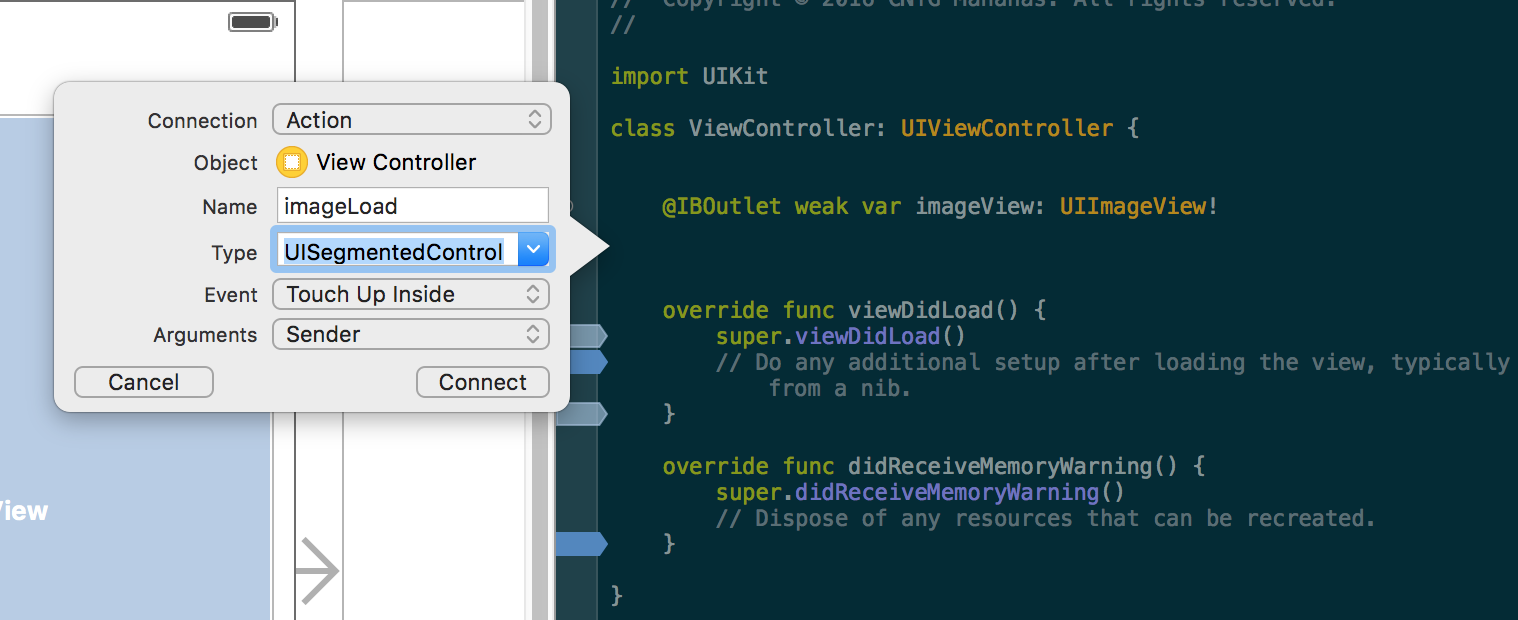 Connection Action
Object View Controller
Name imageLoad
Type UISegmentedControl
Event Touch Up Inside
Arguments Sender
Cancel Connect
View
// Copyright © 2016 CNTG Mananas. All rights reserved.
//
import UIKit
class ViewController: UIViewController {
@IBOutlet weak var imageView: UIImageView!
override func viewDidLoad() {
super.viewDidLoad()
// Do any additional setup after loading the view, typically
from a nib.
}
override func didReceiveMemoryWarning() {
super.didReceiveMemoryWarning()
// Dispose of any resources that can be recreated.
}
}